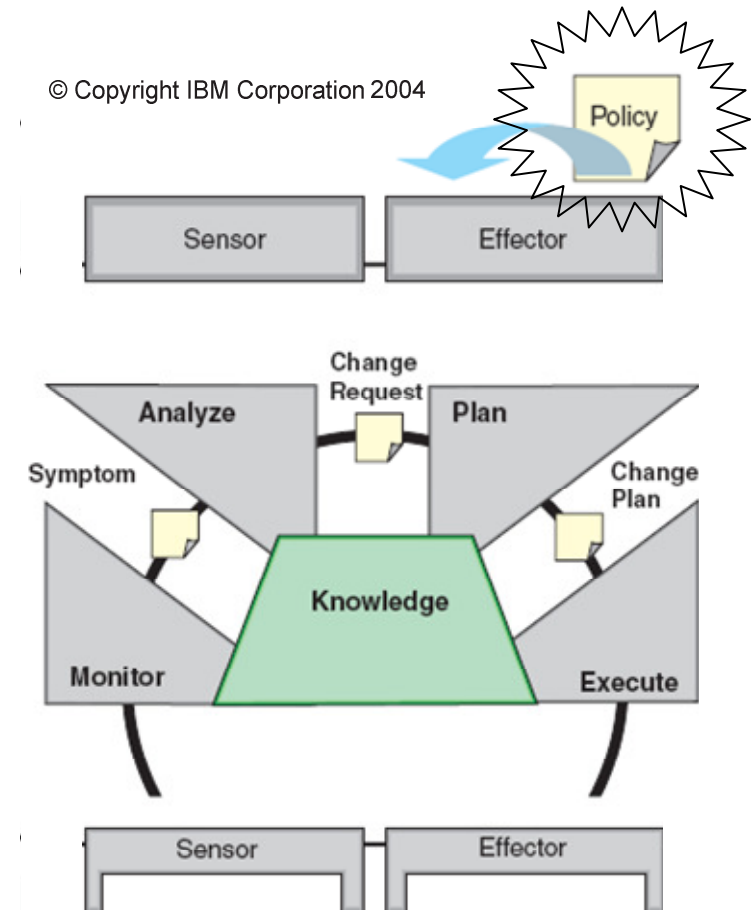 © Copyright IBM Corporation 2004
Policy
Sensor
Effector
Change
Request
Analyze
Plan
Symptom
Change
Plan
Knowledge
Monitor
Execute
Sensor
Effector